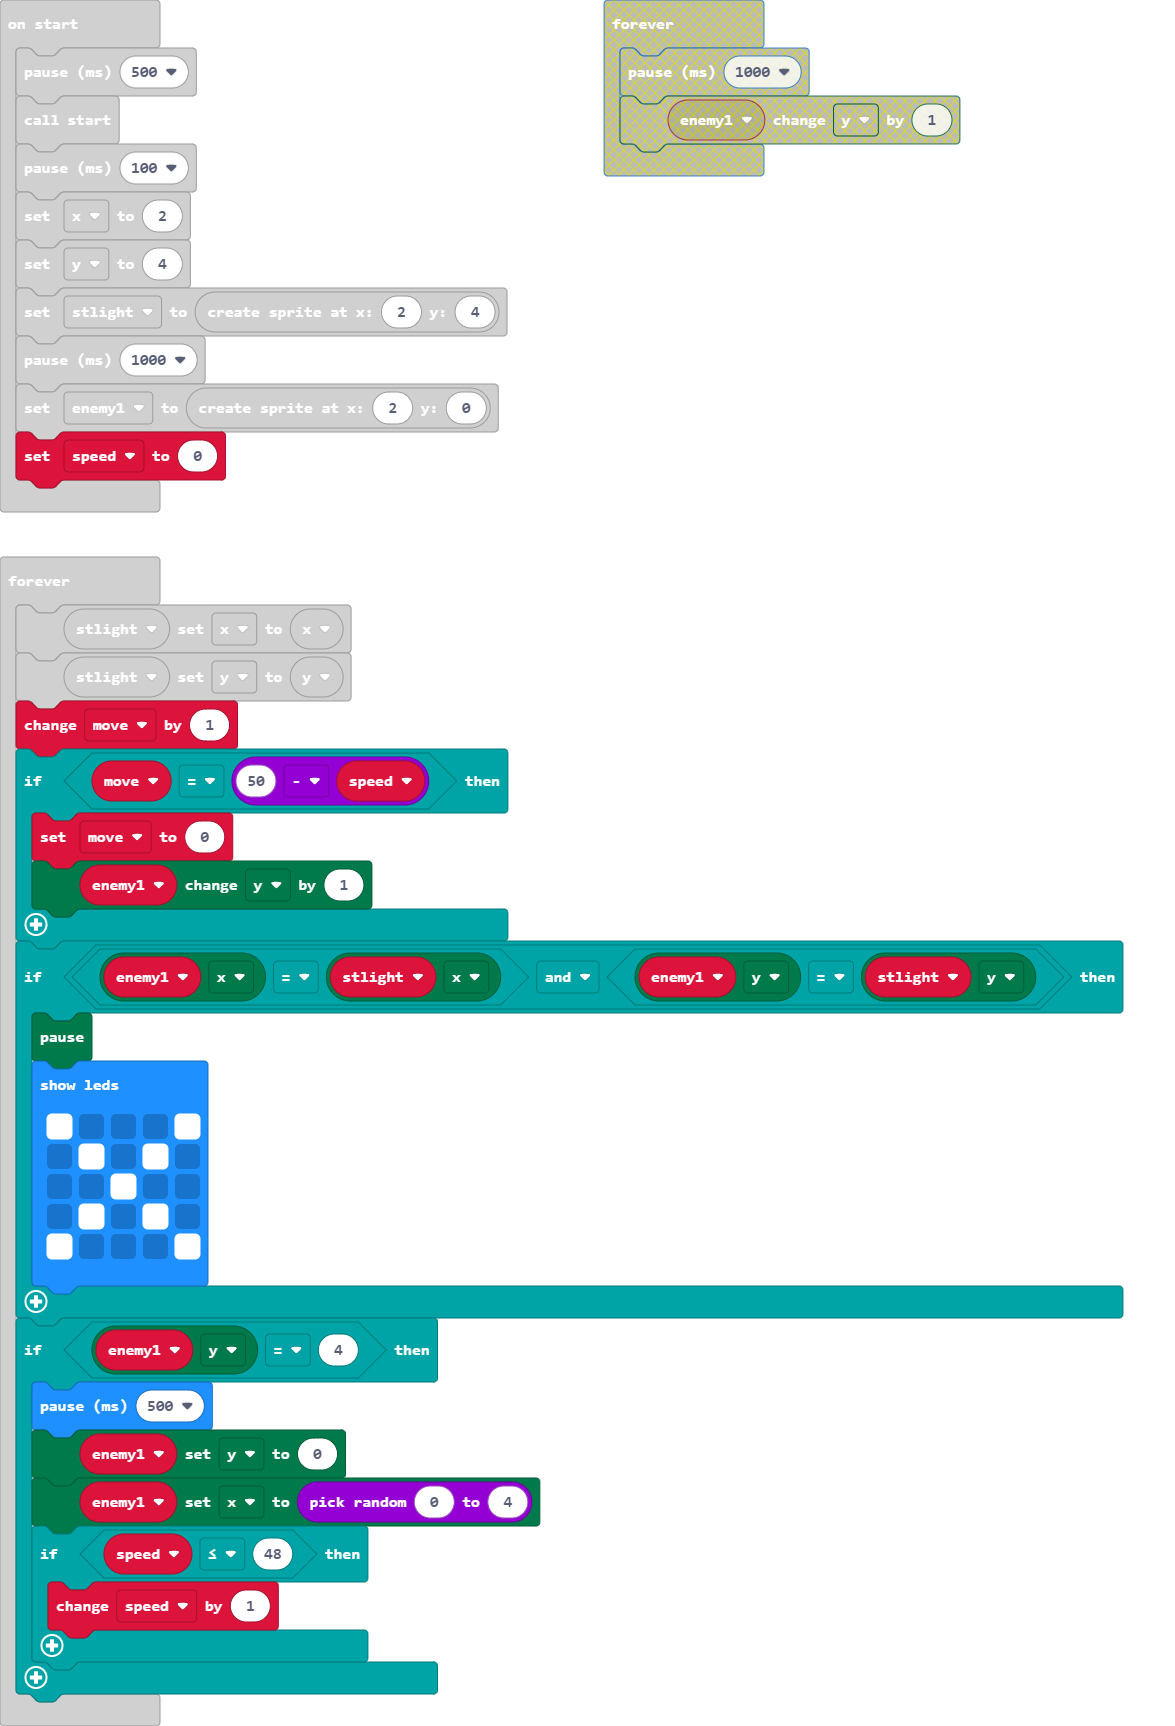 on start
pause (ms) 500
call start
pause (ms) 100
set x to 2
set y to 4
set stlight to create sprite at x: 2 y: 4
pause (ms) 1000
set enemy1 to create sprite at x: 2 y: 0
set speed to 0
forever
pause (ms) 1000
enemy1 change y by 1
forever
stlight set x to x
stlight set y to y
change move by 1
if move = 50 - speed then
set move to 0
enemy1 change y by 1
if enemy1 x = stlight x and enemy1 y = stlight y then
pause
show leds
if enemy1 y = 4 then
pause (ms) 500
enemy1 set y to 0
enemy1 set x to pick random 0 to 4
if speed ≤ 48 then
change speed by 1